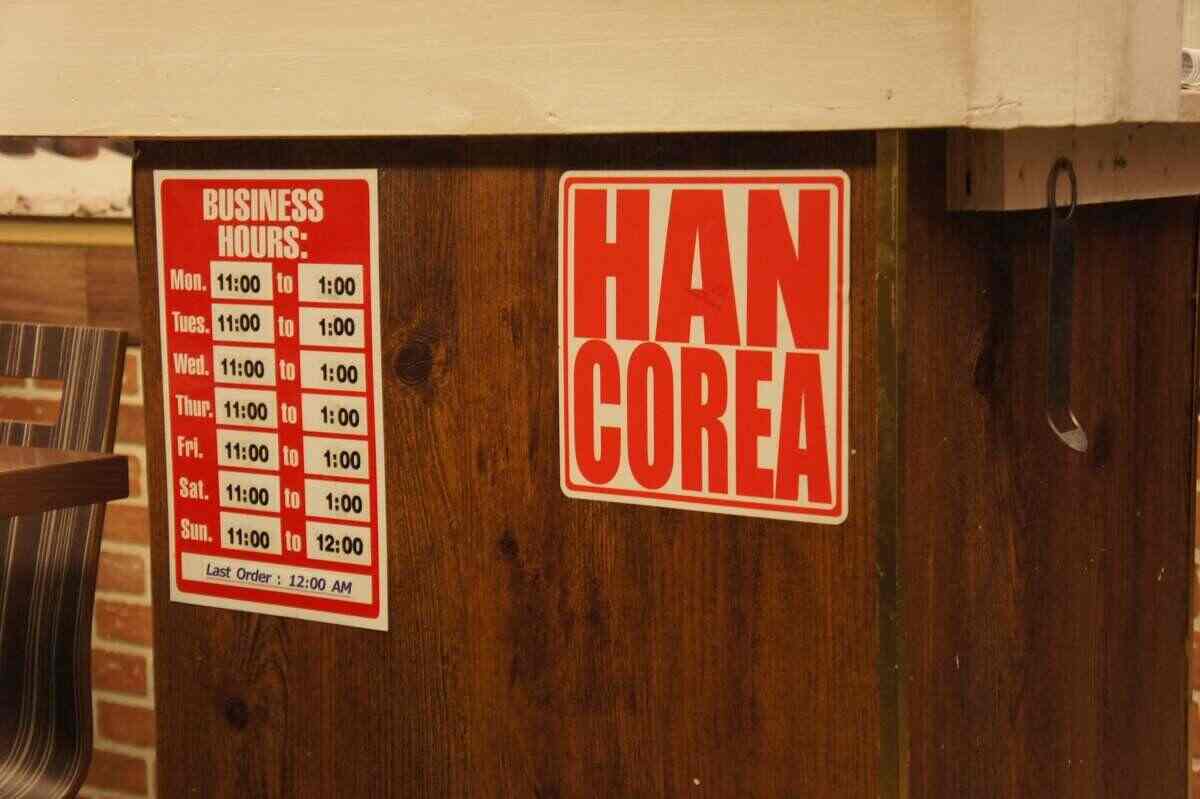 BUSINESS
HOURS:
Mon. 11:00 to 1:00
Tues. 11:00 to 1:00
Wed. 11:00 to 1:00
Thur. 11:00 to 1:00
Fri. 11:00 to 1:00
Sat. 11:00 to 1:00
Sun. 11:00 to 12:00
Last Order : 12:00 AM
HAN
COREA